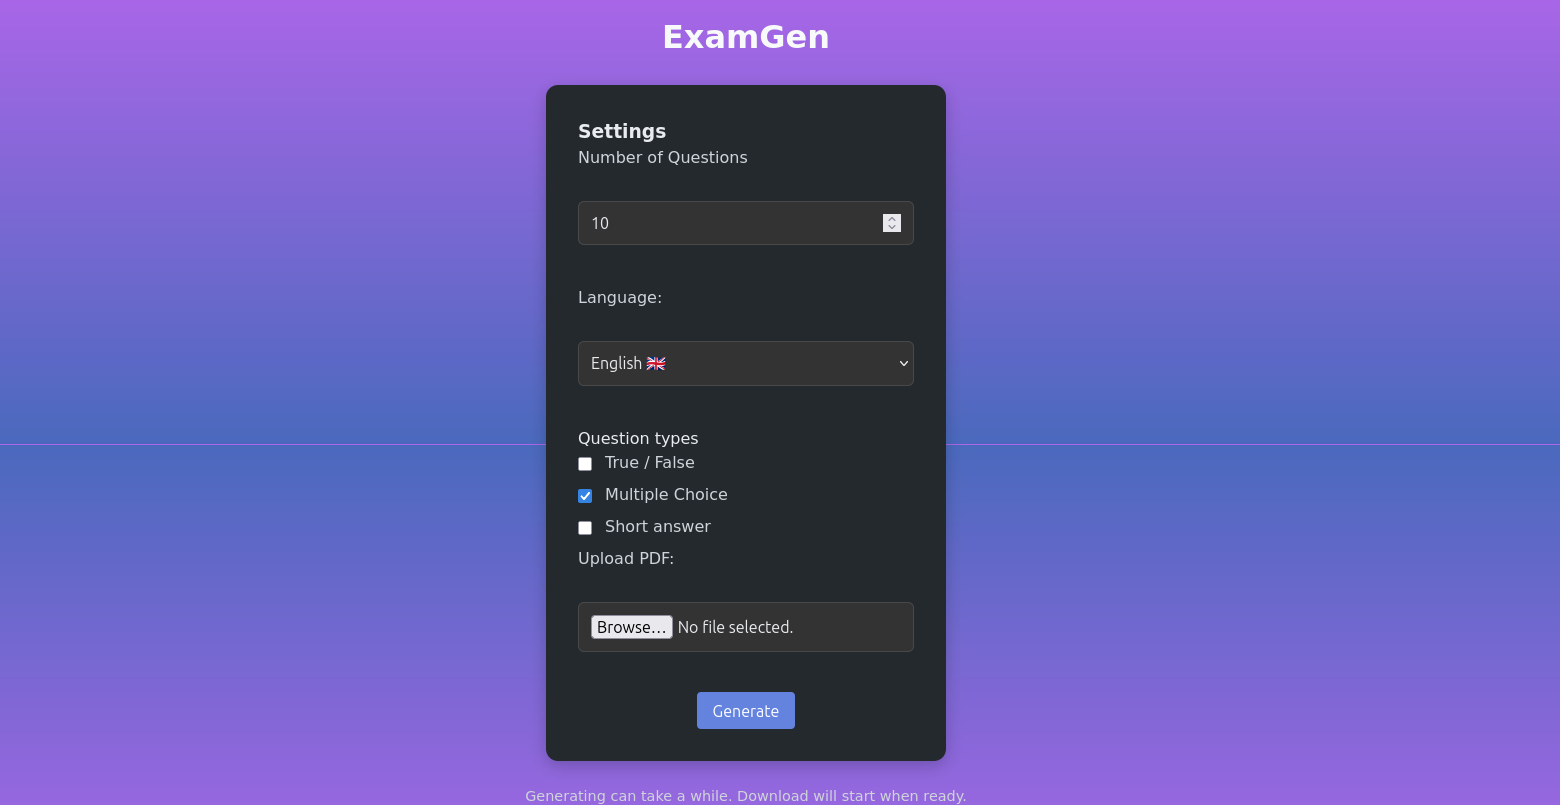 ExamGen
Settings
Number of Questions
10
Language:
English 🇬🇧
Question types
True / False
Multiple Choice
Short answer
Upload PDF:
Browse... No file selected.
Generate
Generating can take a while. Download will start when ready.